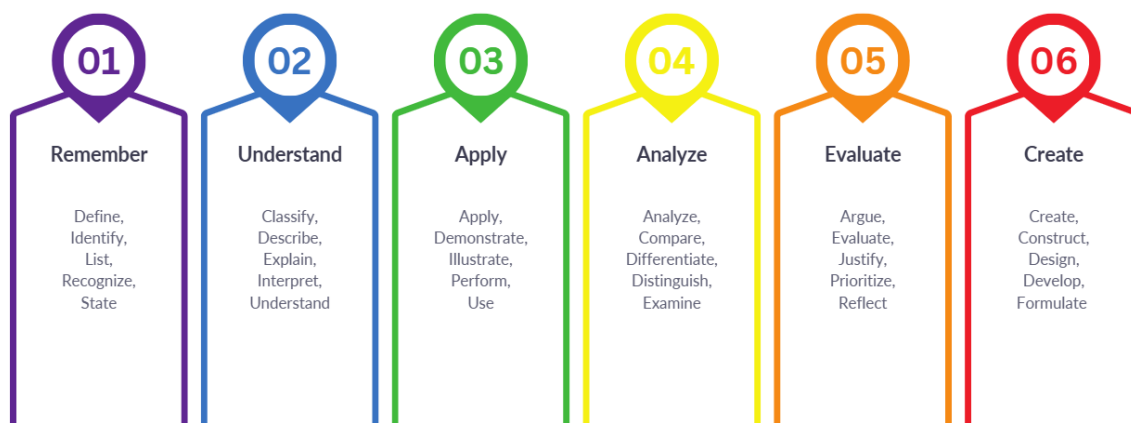 01
Remember
Define,
Identify,
List,
Recognize,
State
02
Understand
Classify,
Describe,
Explain,
Interpret,
Understand
03
Apply
Apply,
Demonstrate,
Illustrate,
Perform,
Use
04
Analyze
Analyze,
Compare,
Differentiate,
Distinguish,
Examine
05
Evaluate
Argue,
Evaluate,
Justify,
Prioritize,
Reflect
06
Create
Create,
Construct,
Design,
Develop,
Formulate